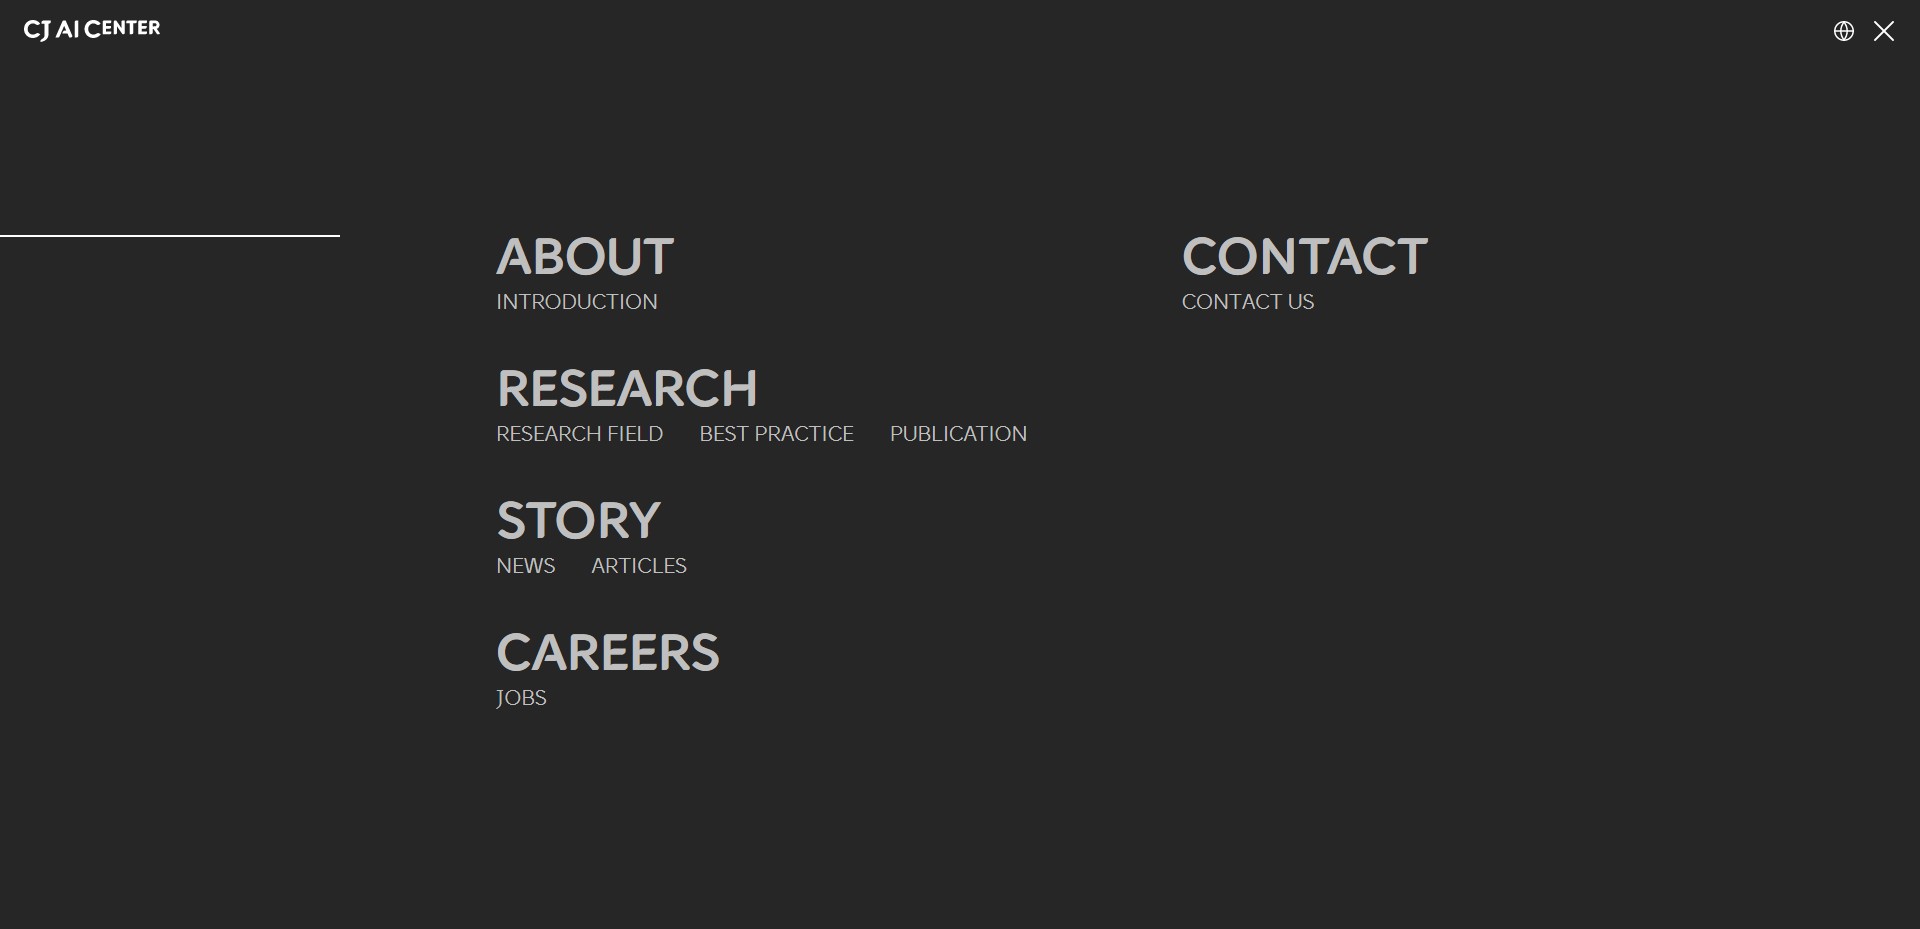 CJ AI CENTER
ABOUT
INTRODUCTION
RESEARCH
RESEARCH FIELD BEST PRACTICE PUBLICATION
STORY
NEWS ARTICLES
CAREERS
JOBS
CONTACT
CONTACT US